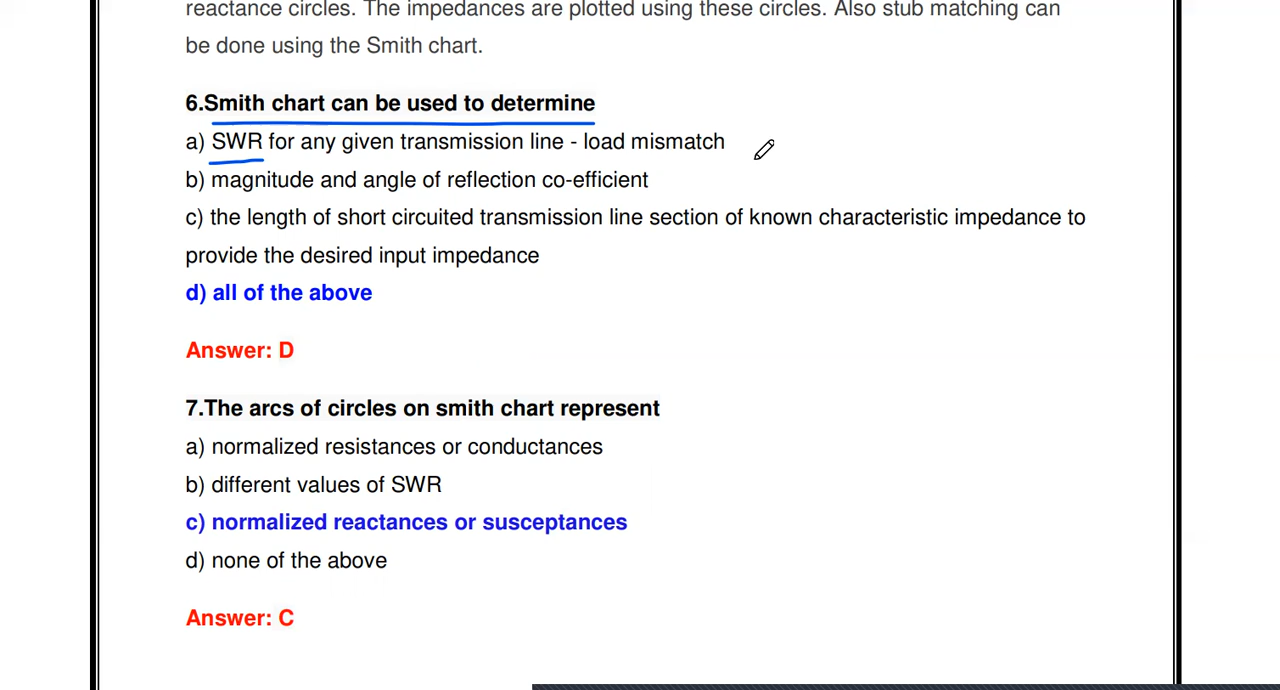 reactance circles. The impedances are plotted using these circles. Also stub matching can
be done using the Smith chart.
6.Smith chart can be used to determine
a) SWR for any given transmission line - load mismatch
b) magnitude and angle of reflection co-efficient
c) the length of short circuited transmission line section of known characteristic impedance to
provide the desired input impedance
d) all of the above
Answer: D
7.The arcs of circles on smith chart represent
a) normalized resistances or conductances
b) different values of SWR
c) normalized reactances or susceptances
d) none of the above
Answer: C